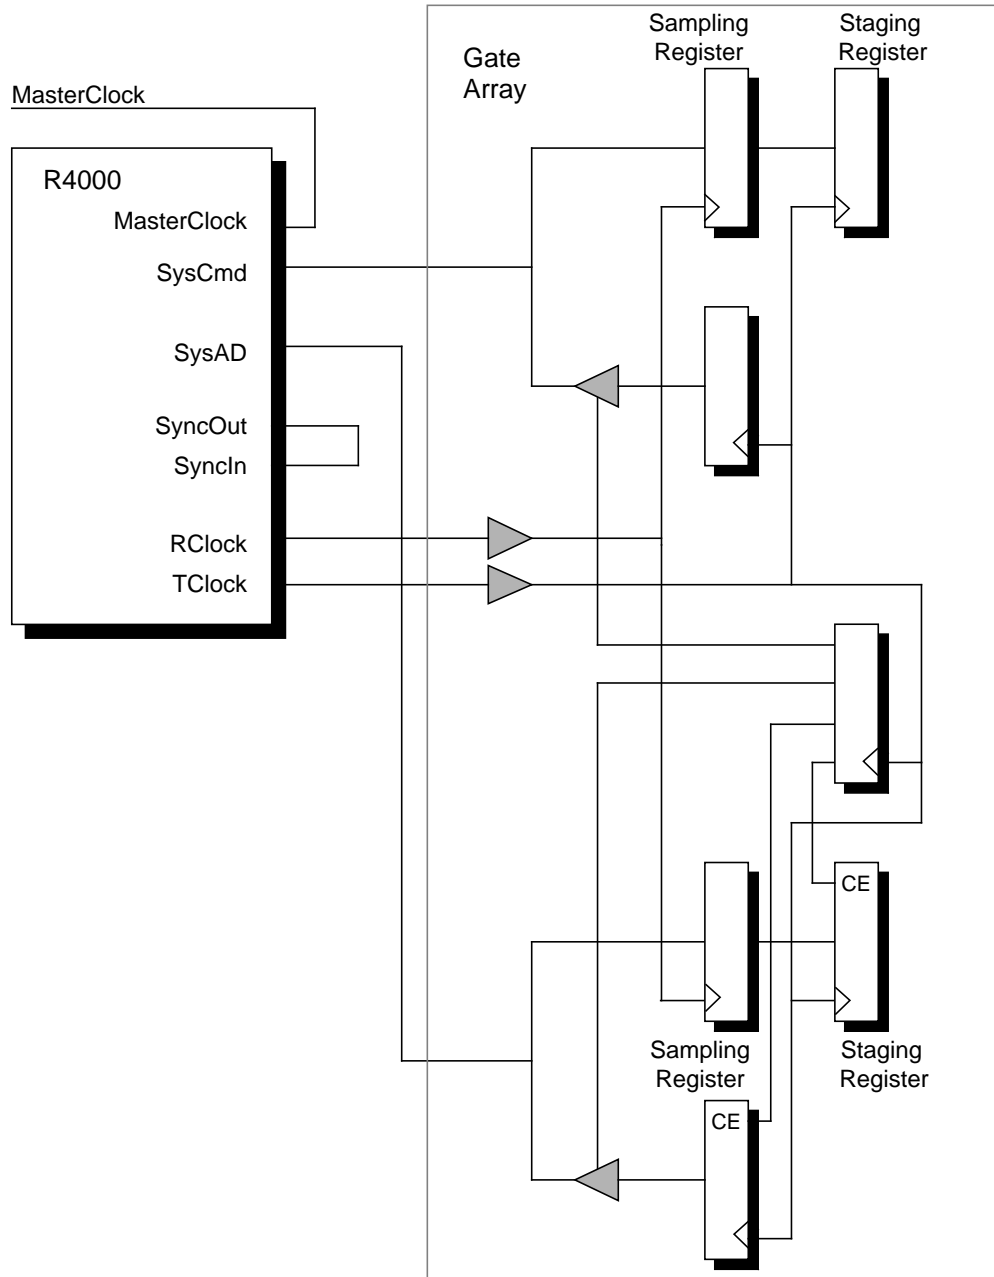 Sampling
Register
Staging
Register
Gate
Array
MasterClock
R4000
MasterClock
SysCmd
SysAD
SyncOut
SyncIn
RClock
TClock
CE
Sampling
Register
Staging
Register
CE